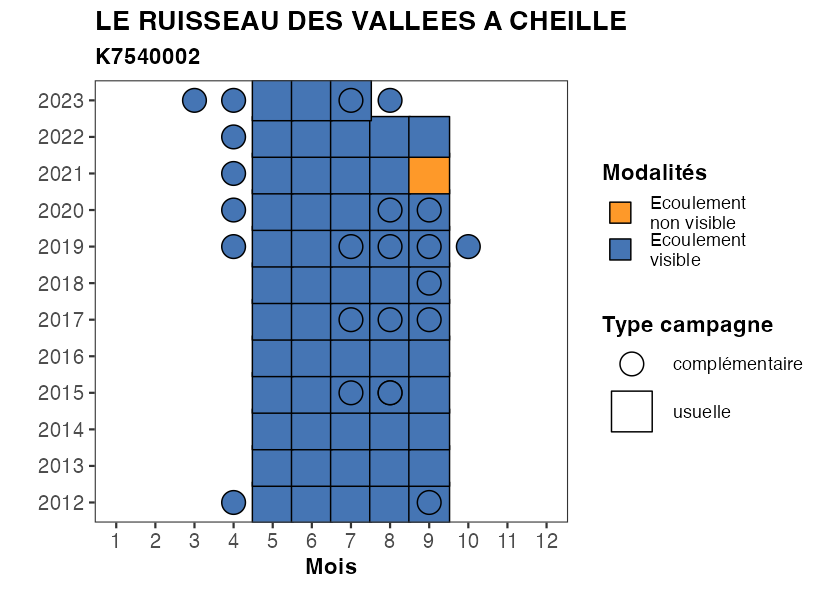 LE RUISSEAU DES VALLEES A CHEILLE
K7540002
2023
2022
2021
2020
2019
2018
2017
2016
2015
2014
2013
2012
1 2 3 4 5 6 7 8 9 10 11 12
Mois
Modalités
Ecoulement
non visible
Ecoulement
visible
Type campagne
complémentaire
usuelle